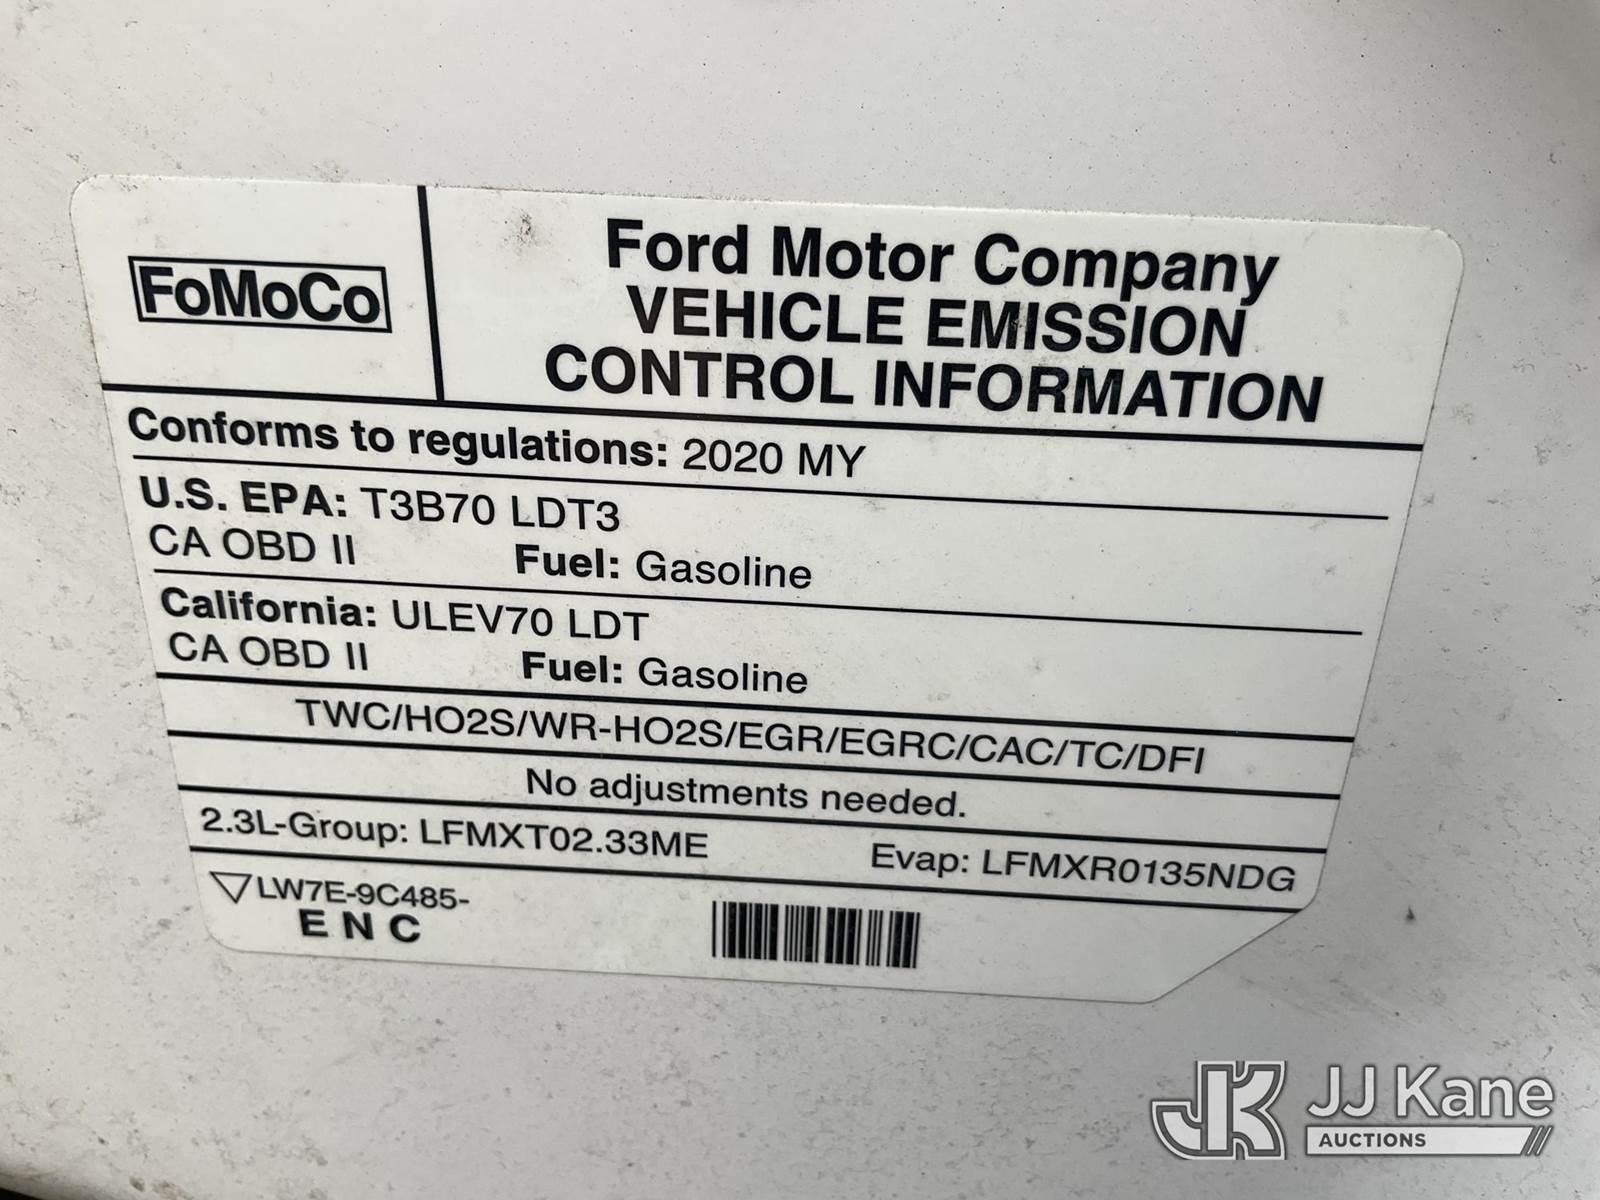 FoMoCo
Ford Motor Company
VEHICLE EMISSION
CONTROL INFORMATION
Conforms to regulations: 2020 MY
U.S. EPA: T3B70 LDT3
CA OBD II Fuel: Gasoline
California: ULEV70 LDT
CA OBD II Fuel: Gasoline
TWC/HO2S/WR-HO2S/EGR/EGRC/CAC/TC/DFI
No adjustments needed.
2.3L-Group: LFMXT02.33ME Evap: LFMXR0135NDG
LW7E-9C485-
E N C
JK JJ Kane
AUCTIONS